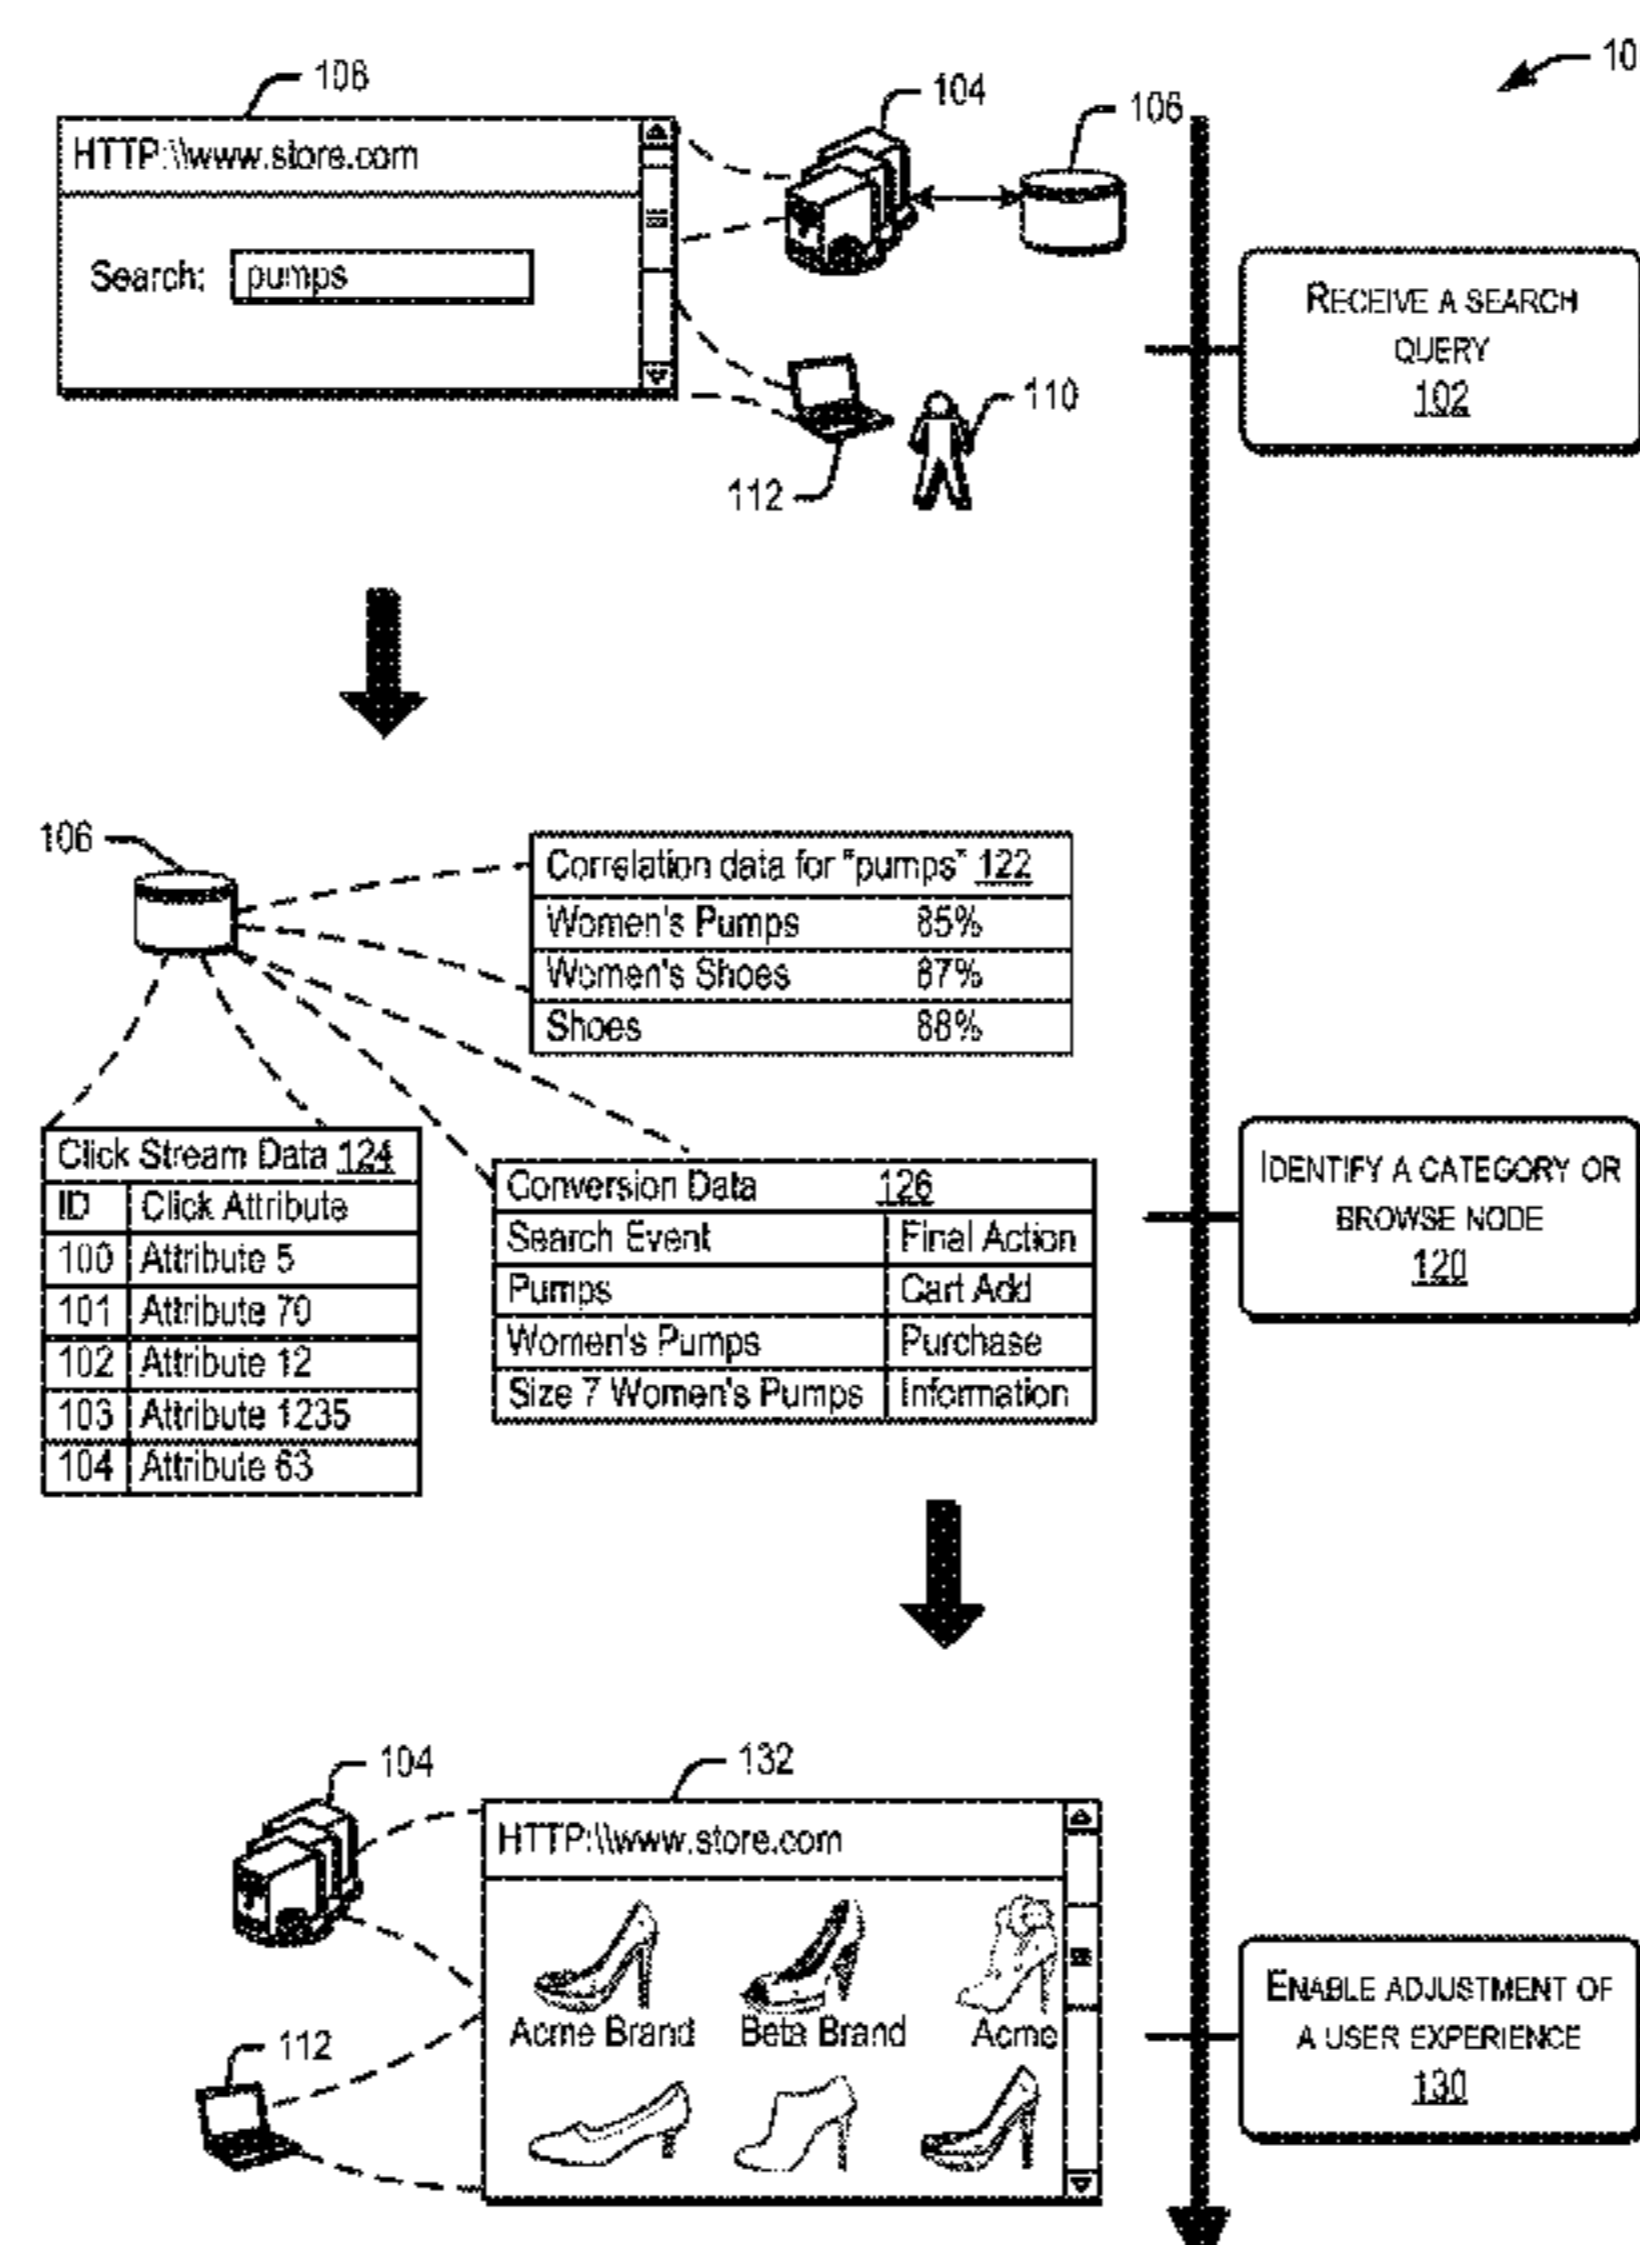 10
108
104
106
HTTP:\\www.store.com
Search: pumps
RECEIVE A SEARCH
QUERY
102
110
112
106
Correlation data for "pumps" 122
Women's Pumps 85%
Women's Shoes 87%
Shoes 88%
Click Stream Data 124
ID Click Attribute
100 Attribute 5
101 Attribute 70
102 Attribute 12
103 Attribute 1235
104 Attribute 63
Conversion Data 126
Search Event Final Action
Pumps Cart Add
Women's Pumps Purchase
Size 7 Women's Pumps Information
IDENTIFY A CATEGORY OR
BROWSE NODE
120
104
132
HTTP:\\www.store.com
Acme Brand Beta Brand Acme
112
ENABLE ADJUSTMENT OF
A USER EXPERIENCE
130